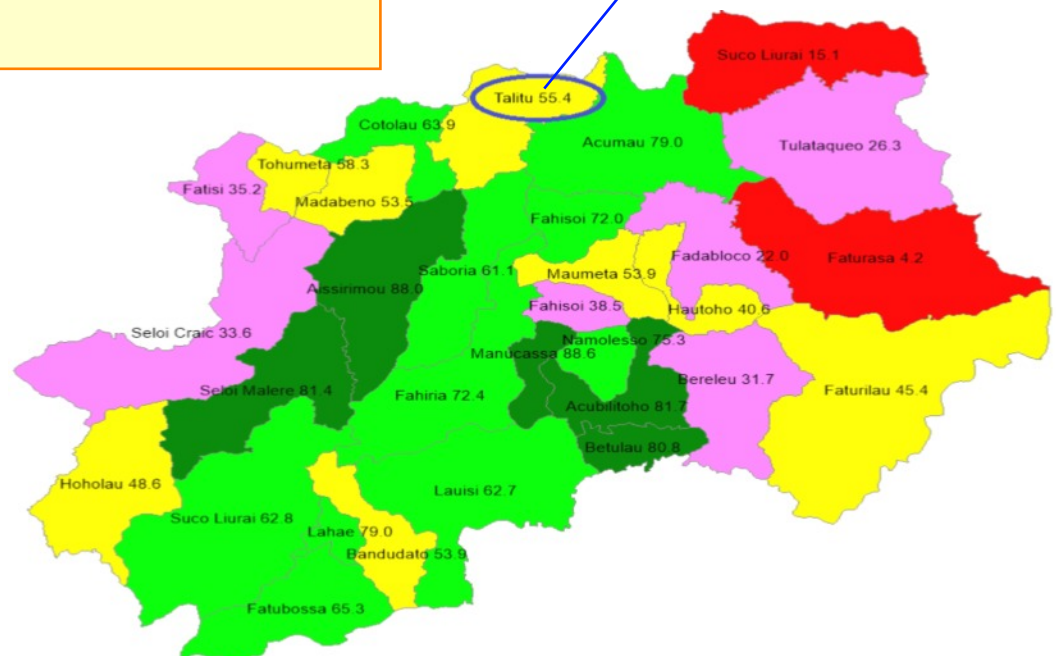 Suco Liurai 15.1
Talitu 55.4
Cotolau 63.9
Acumau 79.0
Tulataqueo 26.3
Tohumeta 58.3
Fatisi 35.2
Madabeno 53.5
Fahisoi 72.0
Fadabloco 22.0
Faturasa 4.2
Saboria 61.1
Maumeta 53.9
Aissirimou 88.0
Fahisoi 38.5
Hautoho 40.6
Seloi Craic 33.6
Namolesso 75.3
Manucassa 88.6
Bereleu 31.7
Seloi Malere 81.4
Fahiria 72.4
Faturilau 45.4
Acubilitoho 81.7
Betulau 80.8
Hoholau 48.6
Lauisi 62.7
Suco Liurai 62.8
Lahae 79.0
Bandudato 53.9
Fatubossa 65.3